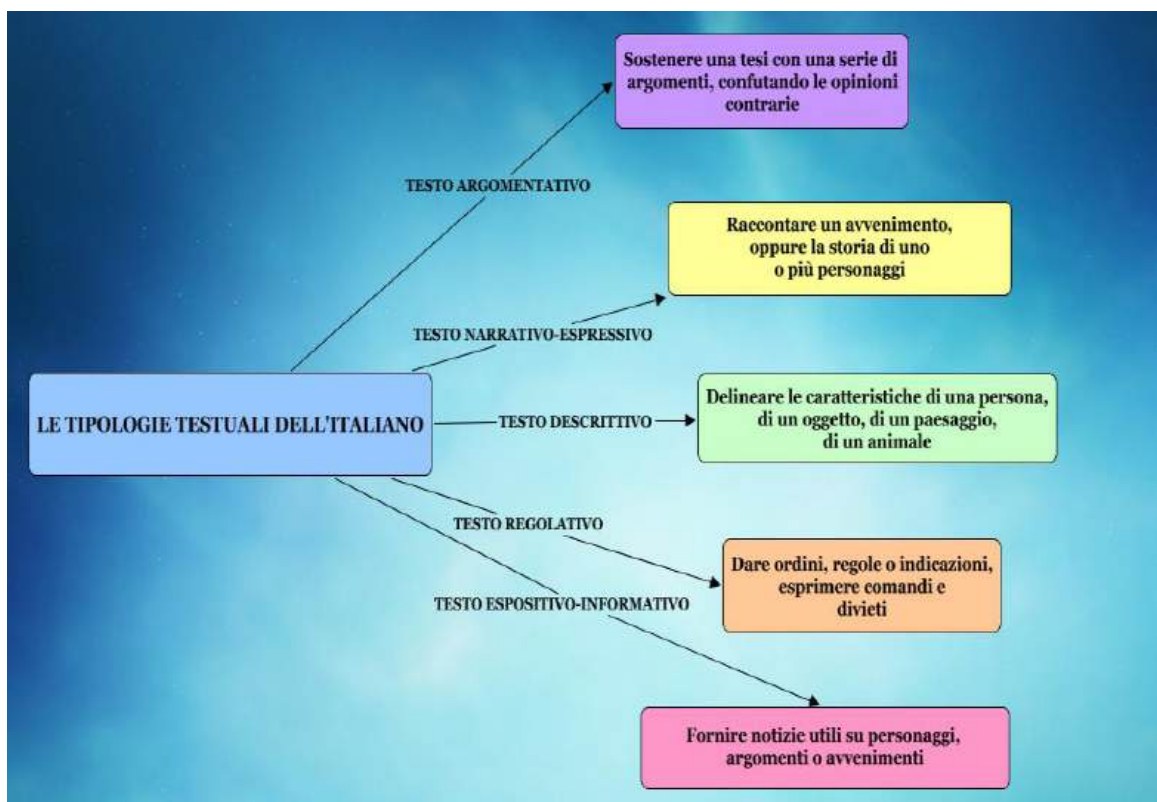 Sostenere una tesi con una serie di
argomenti, confutando le opinioni
contrarie
TESTO ARGOMENTATIVO
Raccontare un avvenimento,
oppure la storia di uno
o più personaggi
TESTO NARRATIVO-ESPRESSIVO
LE TIPOLOGIE TESTUALI DELL'ITALIANO
TESTO DESCRITTIVO
Delineare le caratteristiche di una persona,
di un oggetto, di un paesaggio,
di un animale
TESTO REGOLATIVO
Dare ordini, regole o indicazioni,
esprimere comandi e
divieti
TESTO ESPOSITIVO-INFORMATIVO
Fornire notizie utili su personaggi,
argomenti o avvenimenti